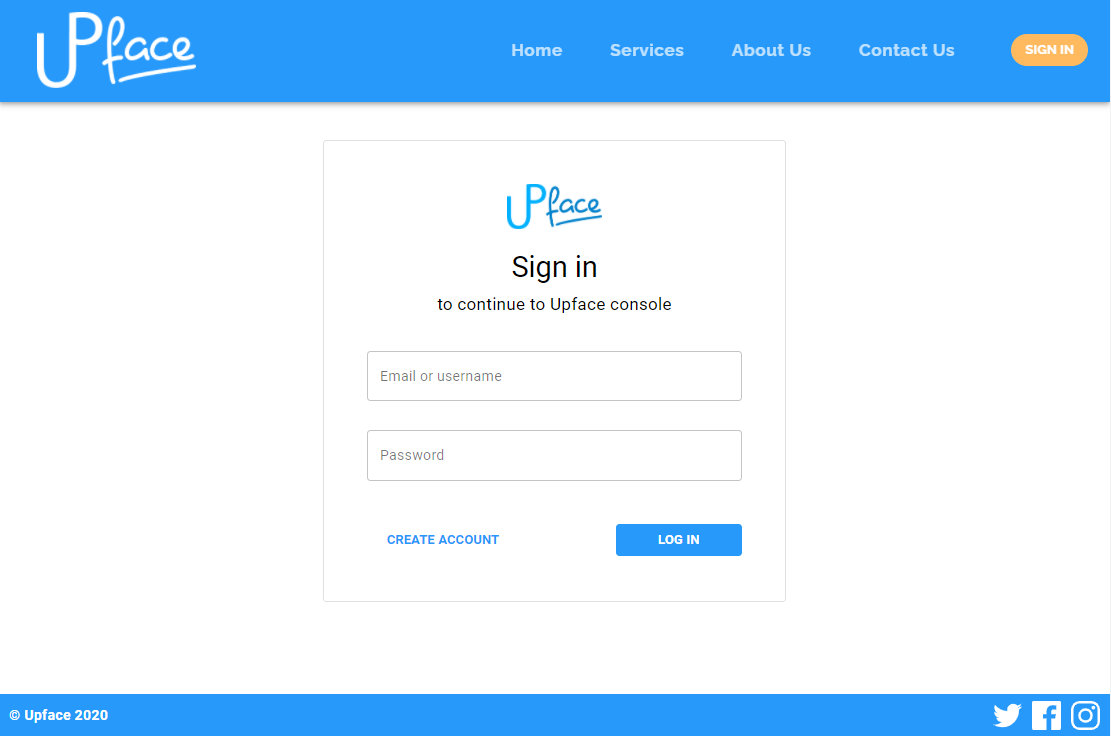 UPface
Home Services About Us Contact Us SIGN IN
UPface
Sign in
to continue to Upface console
Email or username
Password
CREATE ACCOUNT LOG IN
© Upface 2020